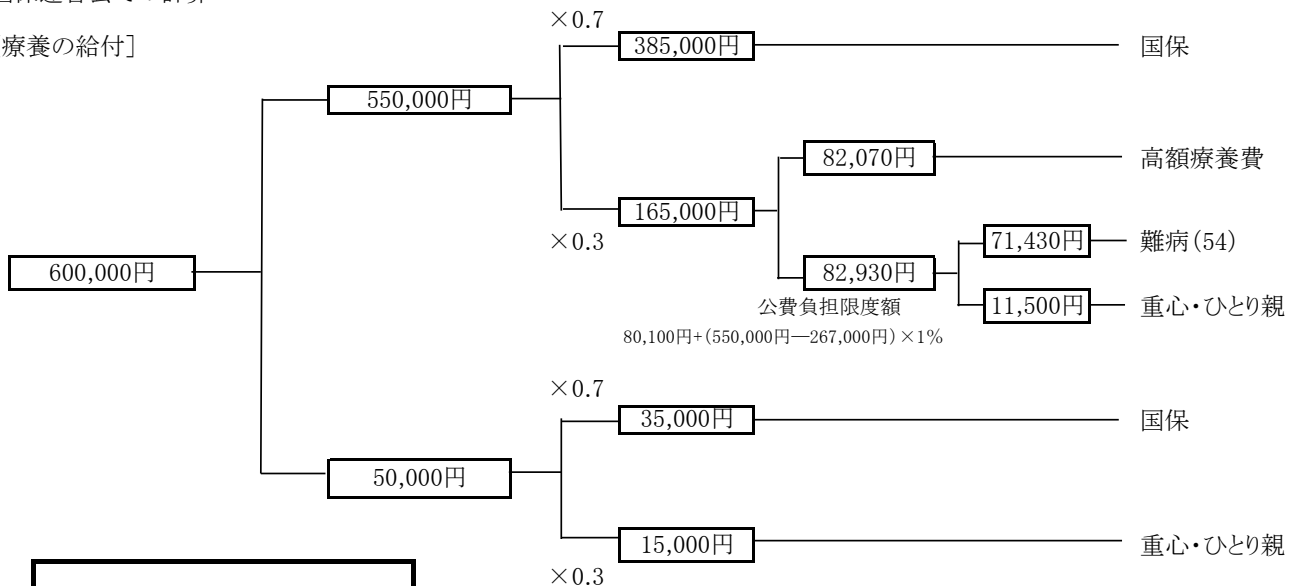 療養の給付］
×0.7
385,000円
国保
550,000円
82,070円
高額療養費
165,000円
×0.3
71,430円
難病(54)
600,000円
82,930円
公費負担限度額
11,500円
重心・ひとり親
80,100円+(550,000円―267,000円)×1%
×0.7
35,000円
国保
50,000円
15,000円
重心・ひとり親
×0.3